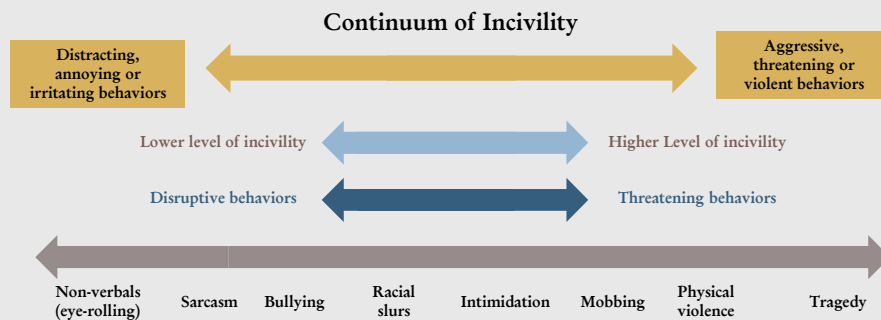 Continuum of Incivility
Distracting,
annoying or
irritating behaviors
Aggressive,
threatening or
violent behaviors
Lower level of incivility
Higher Level of incivility
Disruptive behaviors
Threatening behaviors
Non-verbals
(eye-rolling)
Sarcasm
Bullying
Racial
slurs
Intimidation
Mobbing
Physical
violence
Tragedy